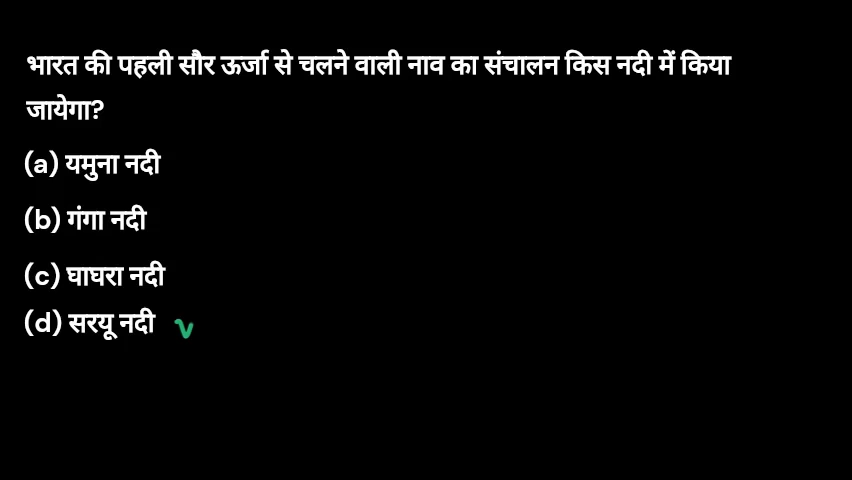 भारत की पहली सौर ऊर्जा से चलने वाली नाव का संचालन किस नदी में किया
जायेगा?
(a) यमुना नदी
(b) गंगा नदी
(c) घाघरा नदी
(d) सरयू नदी